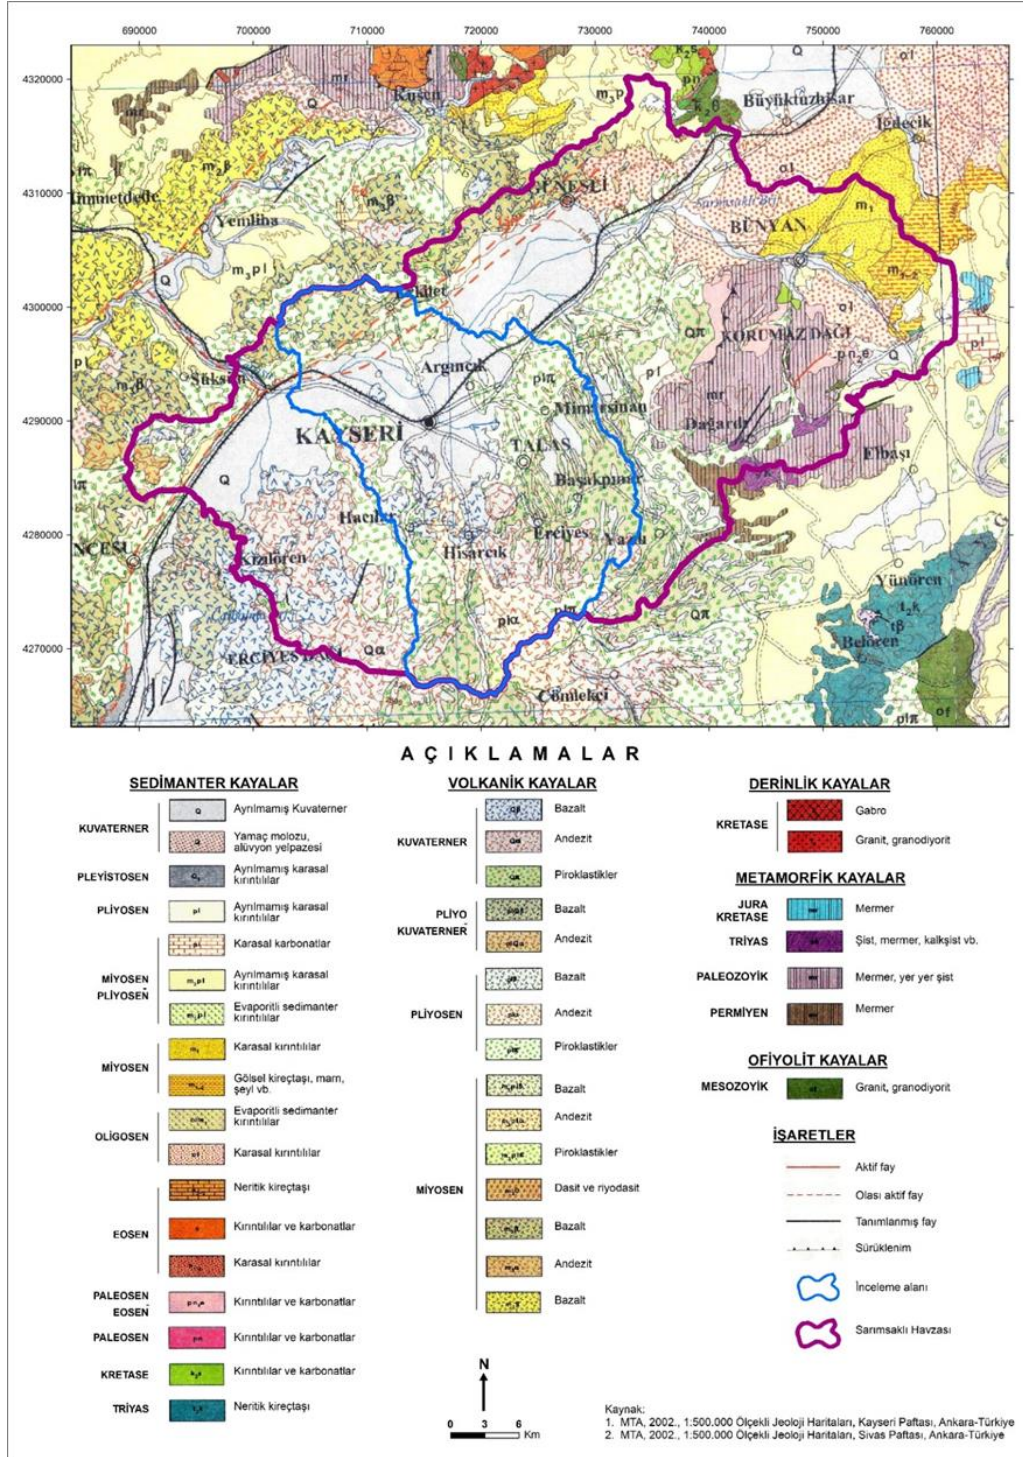 690000 700000 710000 720000 730000 740000 750000 760000
4320000
4310000
4300000
4290000
4280000
4270000
Büyüktuzhisar
İğdecik
GÜNEŞLİ
BÜNYAN
Yemliha
KORUMAZ DAĞI
Argıncık
Mimarsinan
KAYSERİ
TALAS
Dağardı
Elbaşı
Başakpınar
Hacılar
Hisarcık
Erciyes
Kızılören
Yünören
Belören
ERCİYES DAĞI
Çömlekçi
AÇIKLAMALAR
SEDİMANTER KAYALAR
KUVATERNER
Q
Ayrılmamış Kuvaterner
Q
Yamaç molozu,
alüvyon yelpazesi
PLEYİSTOSEN
Ayrılmamış karasal
kırıntılılar
PLİYOSEN
pl
Ayrılmamış karasal
kırıntılılar
MİYOSEN
PLİYOSEN
Karasal karbonatlar
Ayrılmamış karasal
kırıntılılar
Evaporitli sedimanter
kırıntılılar
MİYOSEN
Karasal kırıntılılar
Gölsel kireçtaşı, marn,
şeyl vb.
OLİGOSEN
Evaporitli sedimanter
kırıntılılar
Karasal kırıntılılar
EOSEN
Neritik kireçtaşı
Kırıntılılar ve karbonatlar
Karasal kırıntılılar
PALEOSEN
EOSEN
Kırıntılılar ve karbonatlar
PALEOSEN
Kırıntılılar ve karbonatlar
KRETASE
Kırıntılılar ve karbonatlar
TRİYAS
Neritik kireçtaşı
VOLKANİK KAYALAR
KUVATERNER
Bazalt
Andezit
Piroklastikler
PLİYO
KUVATERNER
Bazalt
Andezit
PLİYOSEN
Bazalt
Andezit
Piroklastikler
MİYOSEN
Bazalt
Andezit
Piroklastikler
Dasit ve riyodasit
Bazalt
Andezit
Bazalt
DERİNLİK KAYALAR
KRETASE
Gabro
Granit, granodiyorit
METAMORFİK KAYALAR
JURA
KRETASE
Mermer
TRİYAS
Şist, mermer, kalkşist vb.
PALEOZOYİK
Mermer, yer yer şist
PERMİYEN
Mermer
OFİYOLİT KAYALAR
MESOZOYİK
Granit, granodiyorit
İŞARETLER
Aktif fay
Olası aktif fay
Tanımlanmış fay
Sürüklenim
İnceleme alanı
Sarımsaklı Havzası
N
0 3 6
Km
Kaynak:
1. MTA, 2002., 1:500.000 Ölçekli Jeoloji Haritaları, Kayseri Paftası, Ankara-Türkiye
2. MTA, 2002., 1:500.000 Ölçekli Jeoloji Haritaları, Sivas Paftası, Ankara-Türkiye